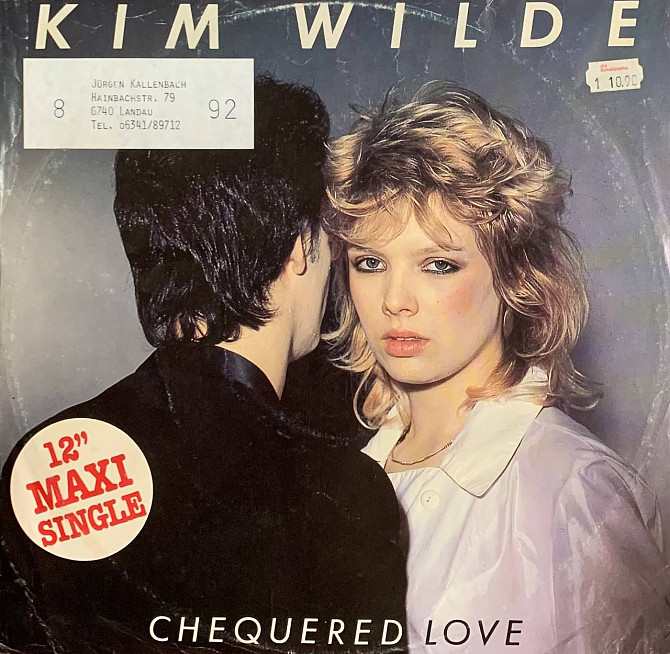 KIM WILDE
JÜRGEN KALLENBACH
8 HAINBACHSTR. 79 92
6740 LANDAU
TEL. 06341/89712
1 10.90
12"
MAXI
SINGLE
CHEQUERED LOVE